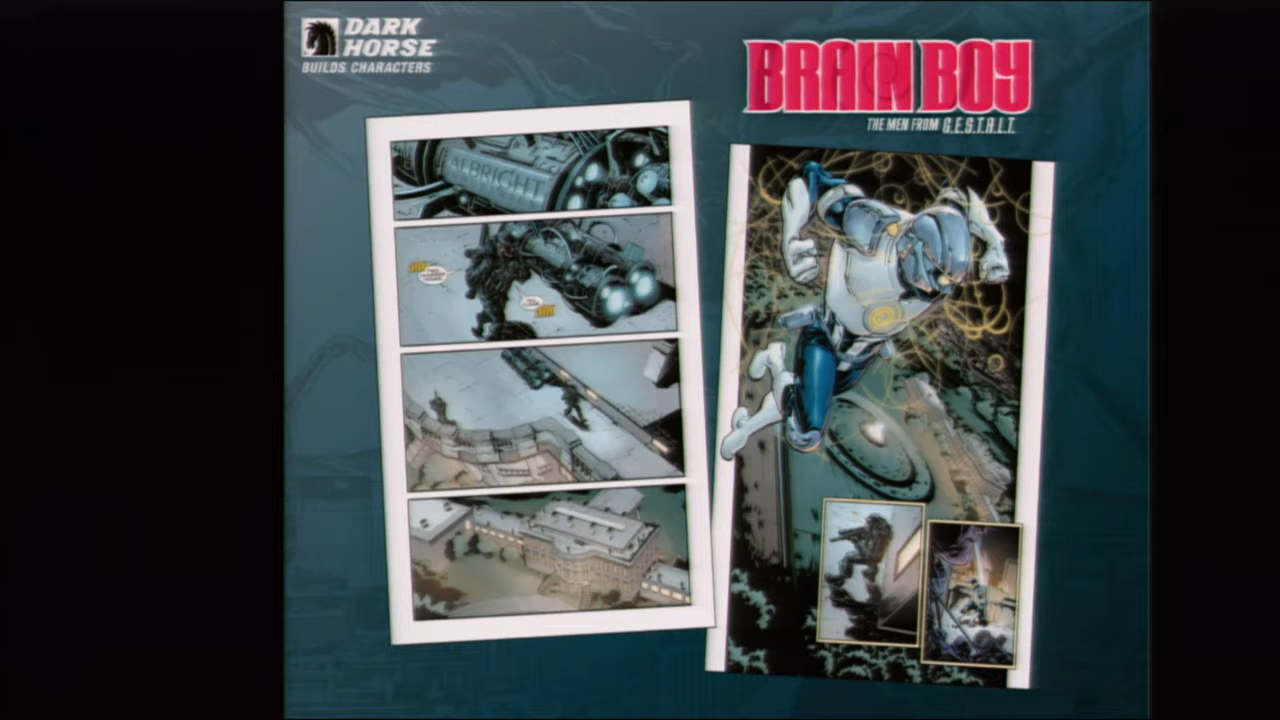 DARK
HORSE
BUILDS CHARACTERS
BRAIN BOY
THE MEN FROM G.E.S.T.A.L.T.
ALBRIGHT